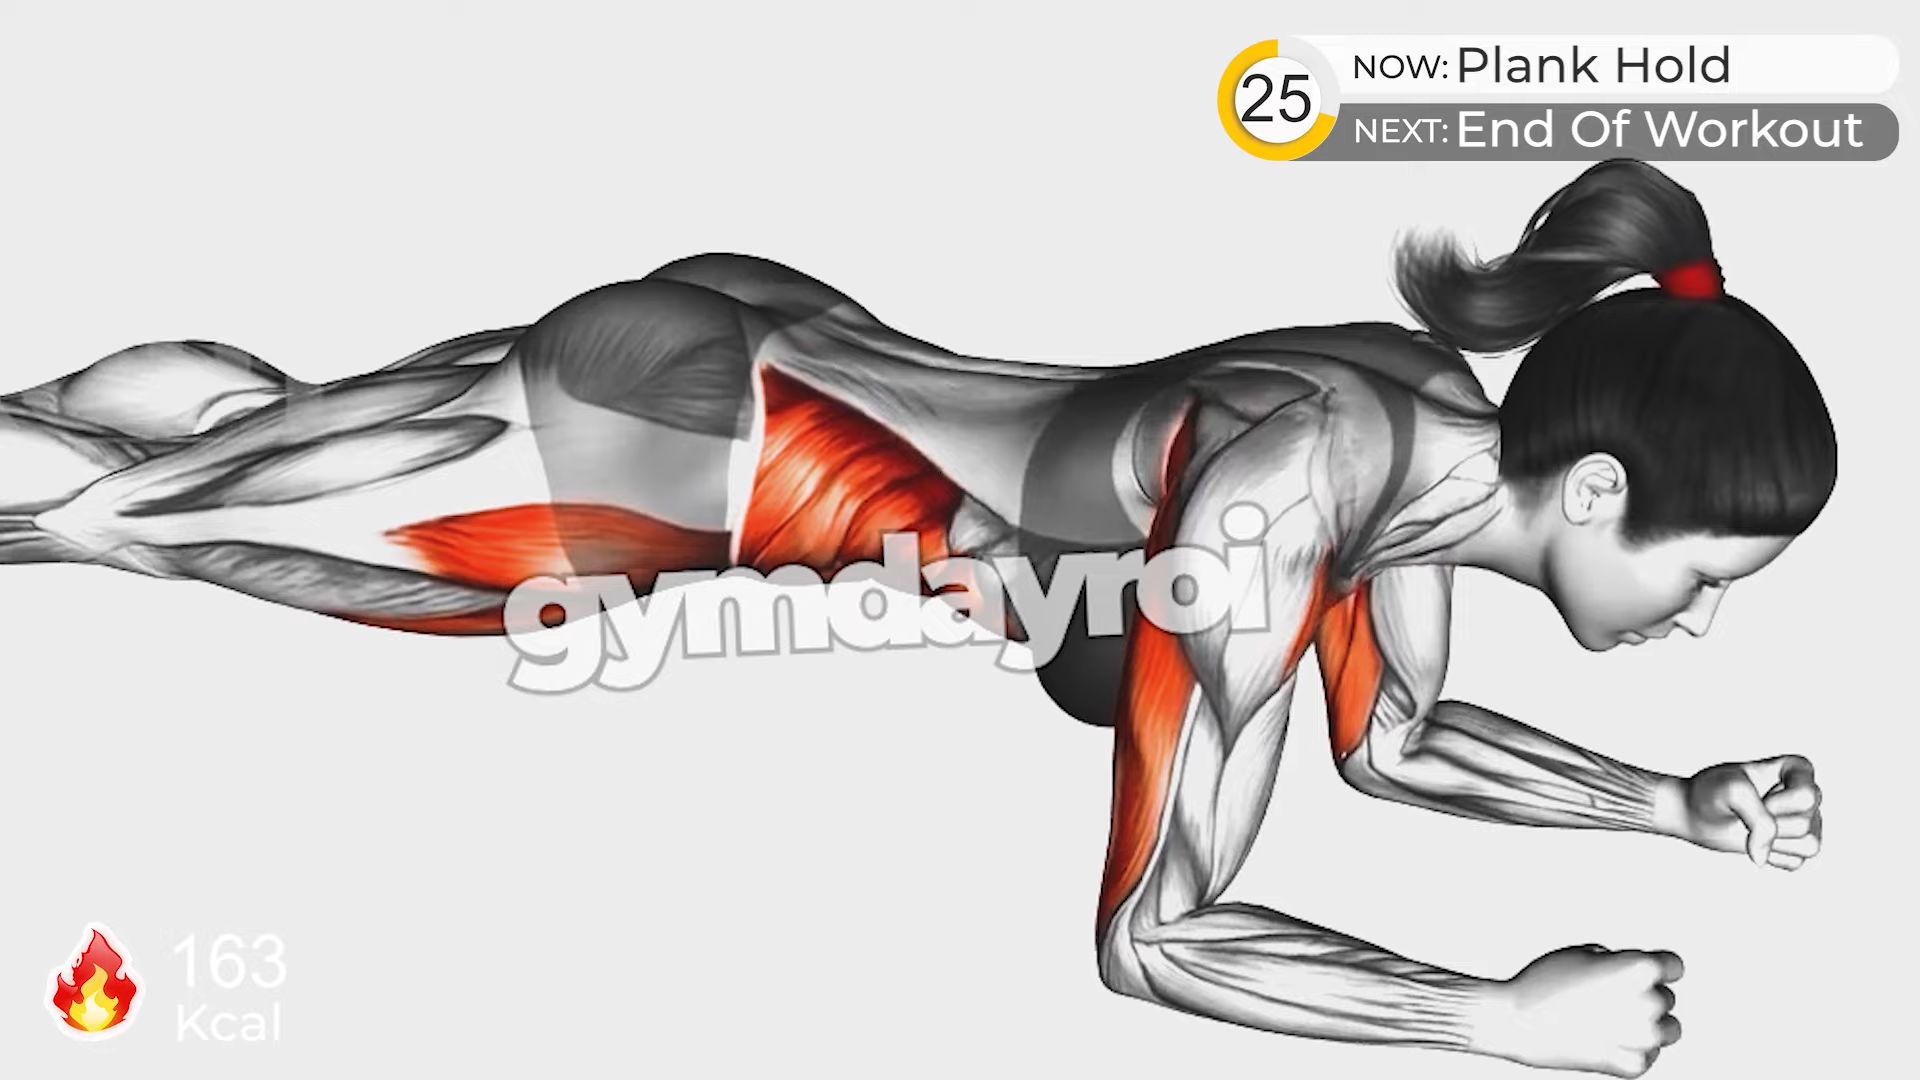 25
NOW: Plank Hold
NEXT: End Of Workout
gymdayroi
163
Kcal